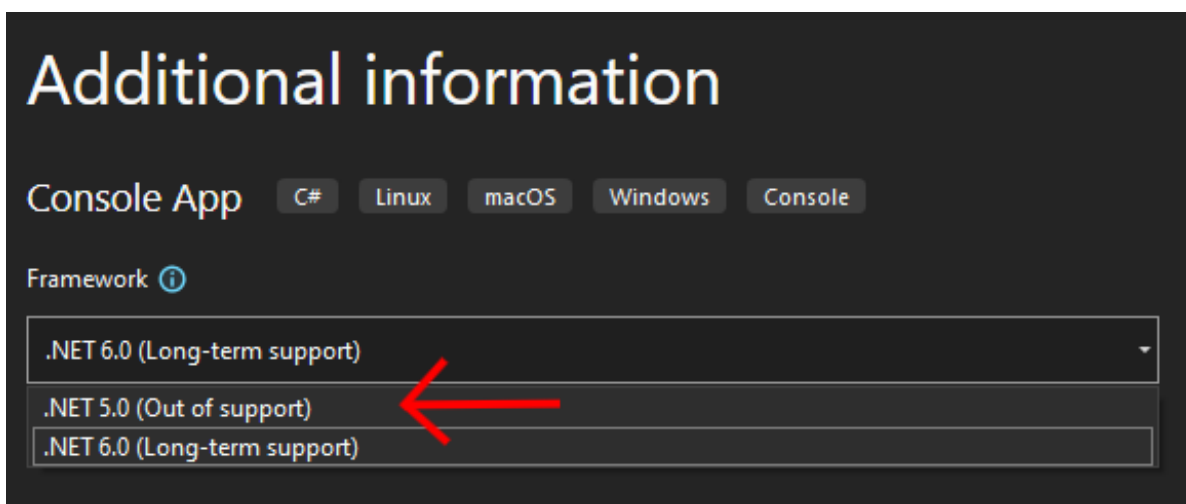 Additional information
Console App C# Linux macOS Windows Console
Framework
.NET 6.0 (Long-term support)
.NET 5.0 (Out of support)
.NET 6.0 (Long-term support)